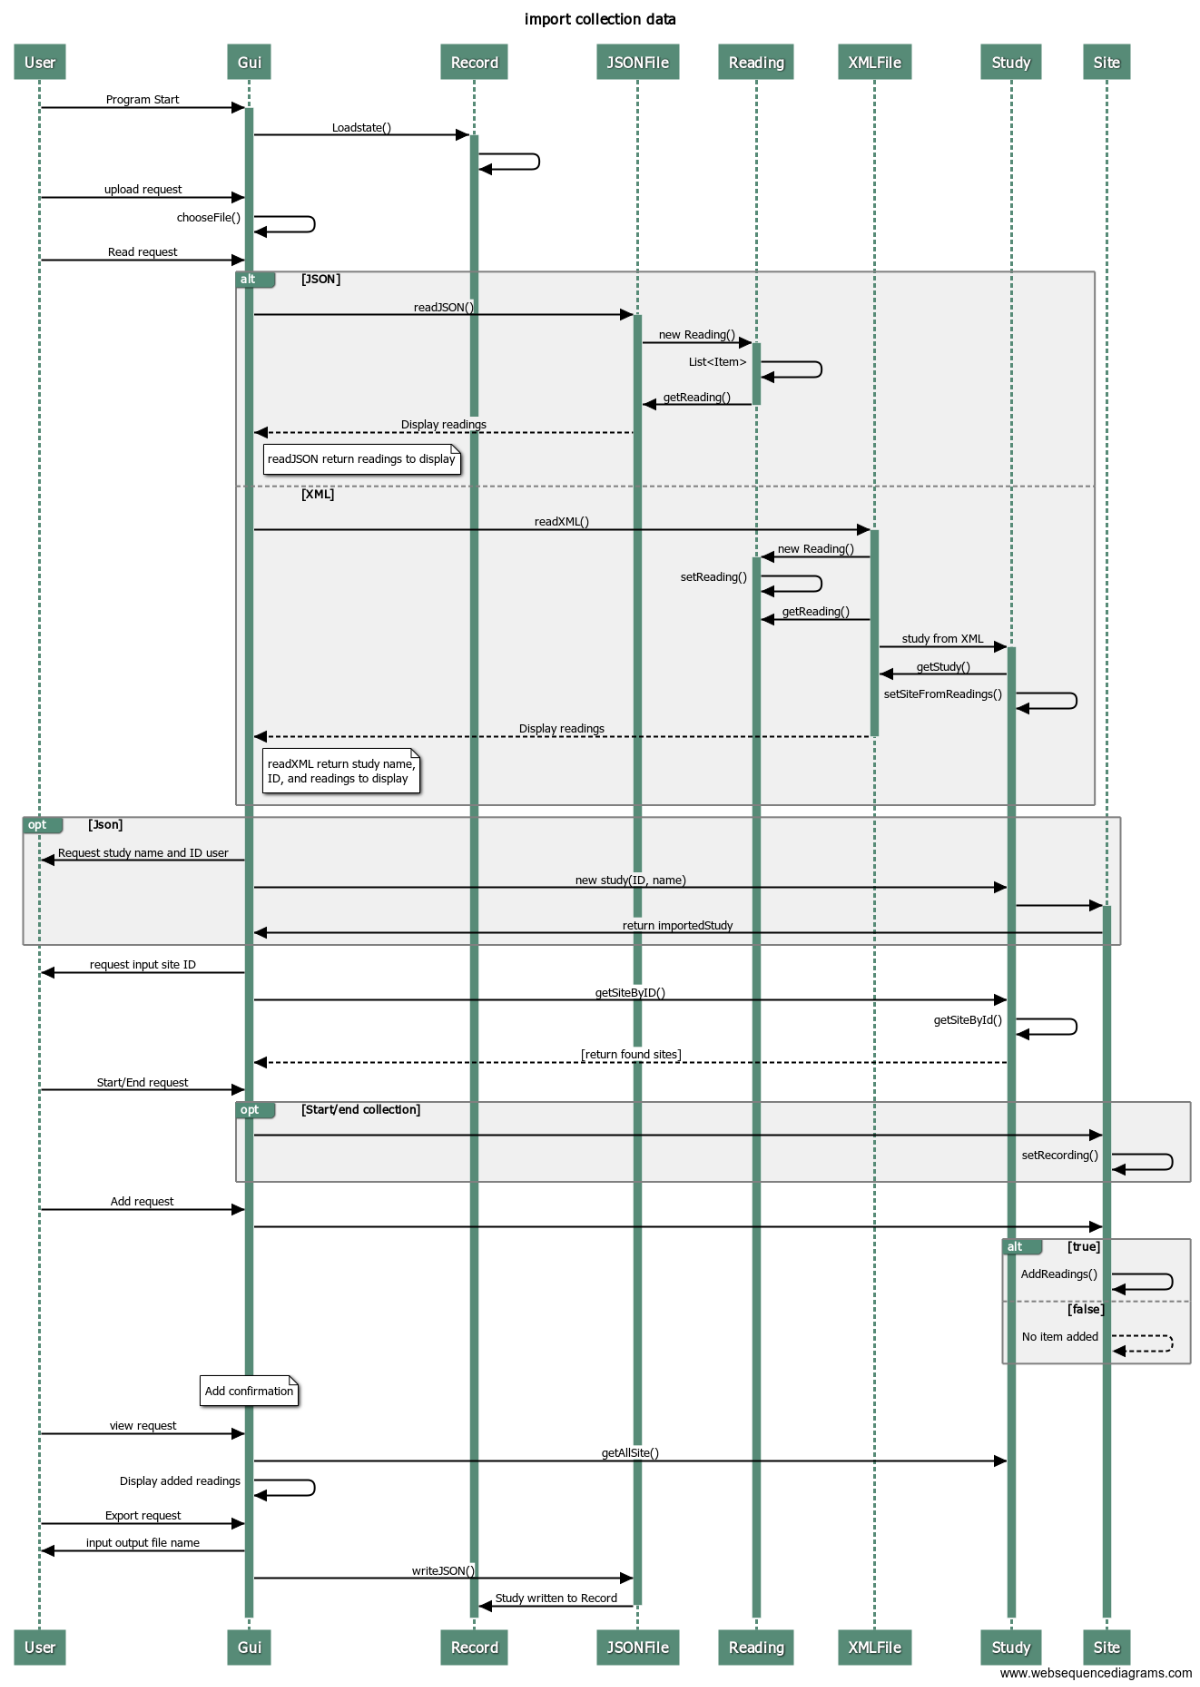 import collection data
User
Gui
Record
JSONFile
Reading
XMLFile
Study
Site
Program Start
Loadstate()
upload request
chooseFile()
Read request
alt
[JSON]
readJSON()
new Reading()
List<Item>
getReading()
Display readings
readJSON return readings to display
[XML]
readXML()
new Reading()
setReading()
getReading()
study from XML
getStudy()
setSiteFromReadings()
Display readings
readXML return study name,
ID, and readings to display
opt
[Json]
Request study name and ID user
new study(ID, name)
return importedStudy
request input site ID
getSiteByID()
getSiteById()
[return found sites]
Start/End request
opt
[Start/end collection]
setRecording()
Add request
alt
[true]
AddReadings()
[false]
No item added
Add confirmation
view request
getAllSite()
Display added readings
Export request
input output file name
writeJSON()
Study written to Record
User
Gui
Record
JSONFile
Reading
XMLFile
Study
Site
www.websequencediagrams.com